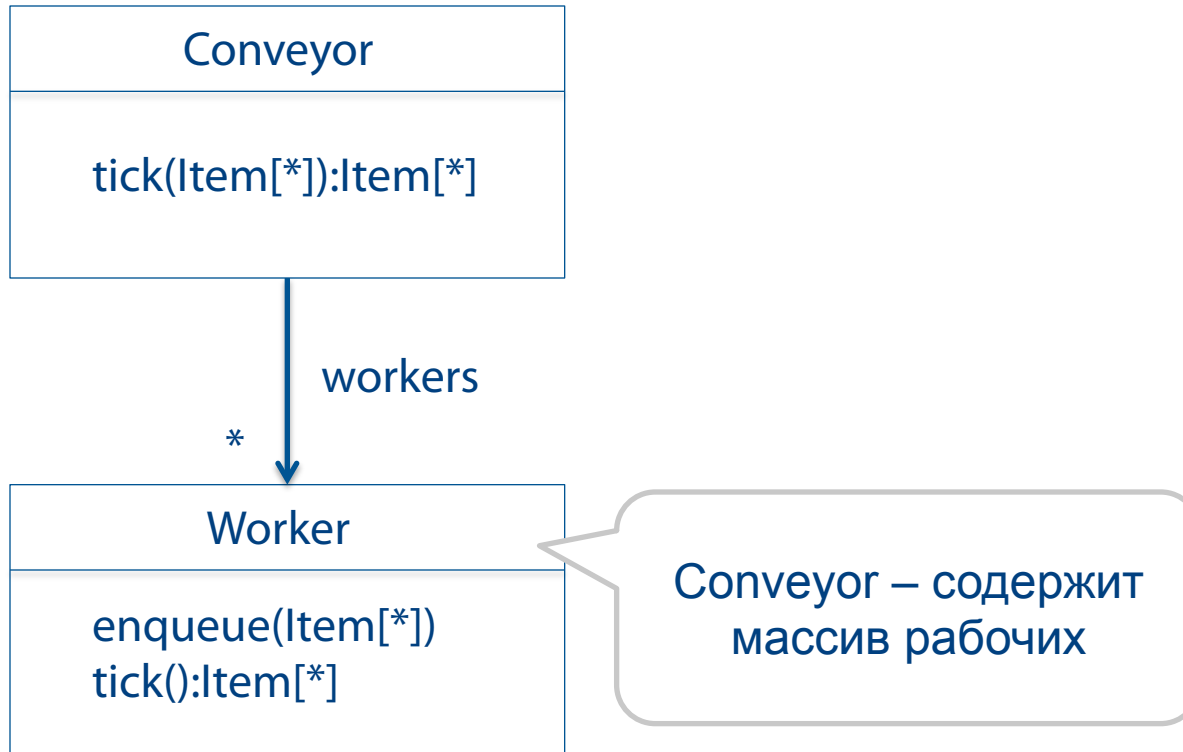 Conveyor
tick(Item[*]):Item[*]
workers
*
Worker
enqueue(Item[*])
tick():Item[*]
Conveyor – содержит
массив рабочих